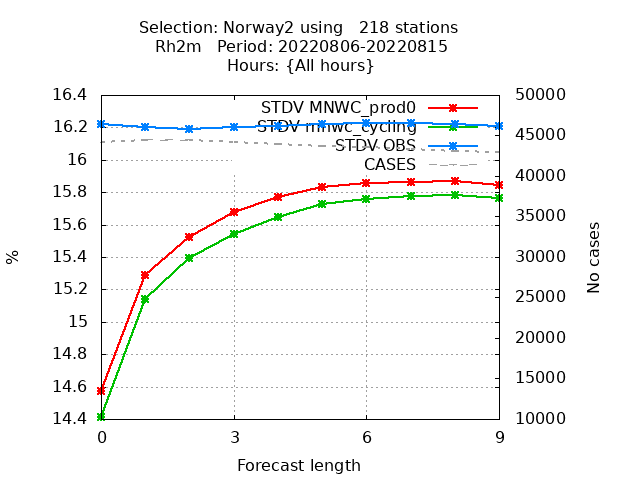 Selection: Norway2 using   218 stations
Rh2m   Period: 20220806-20220815
Hours: {All hours}
16.4
16.2
16
15.8
15.6
15.4
15.2
15
14.8
14.6
14.4
%
STDV MNWC_prod0
STDV mnwc_cycling
STDV OBS
CASES
50000
45000
40000
35000
30000
25000
20000
15000
10000
No cases
0
3
6
9
Forecast length